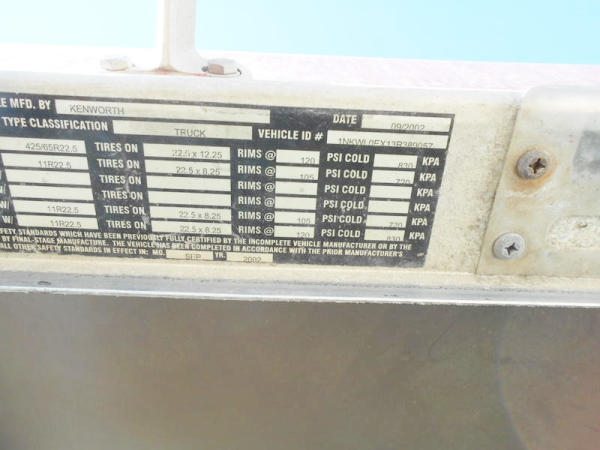 LE MFD. BY KENWORTH DATE 09/2002
TYPE CLASSIFICATION TRUCK VEHICLE ID #
425/65R22.5 TIRES ON 22.5 x 12.25 RIMS @ 120 PSI COLD 830 KPA
11R22.5 TIRES ON 22.5 x 8.25 RIMS @ 105 PSI COLD 720 KPA
TIRES ON RIMS @ PSI COLD KPA
W/ TIRES ON RIMS @ PSI COLD KPA
W/ 11R22.5 TIRES ON 22.5 x 8.25 RIMS @ 105 PSI COLD 720 KPA
W/ 11R22.5 TIRES ON 22.5 x 8.25 RIMS @ 120 PSI COLD 830 KPA
FETY STANDARDS WHICH HAVE BEEN PREVIOUSLY FULLY CERTIFIED BY THE INCOMPLETE VEHICLE MANUFACTURER OR BY THE
BY FINAL-STAGE MANUFACTURE. THE VEHICLE HAS BEEN COMPLETED IN ACCORDANCE WITH THE PRIOR MANUFACTURER'S
ALL OTHER SAFETY STANDARDS IN EFFECT IN: MO. SEP YR. 2002